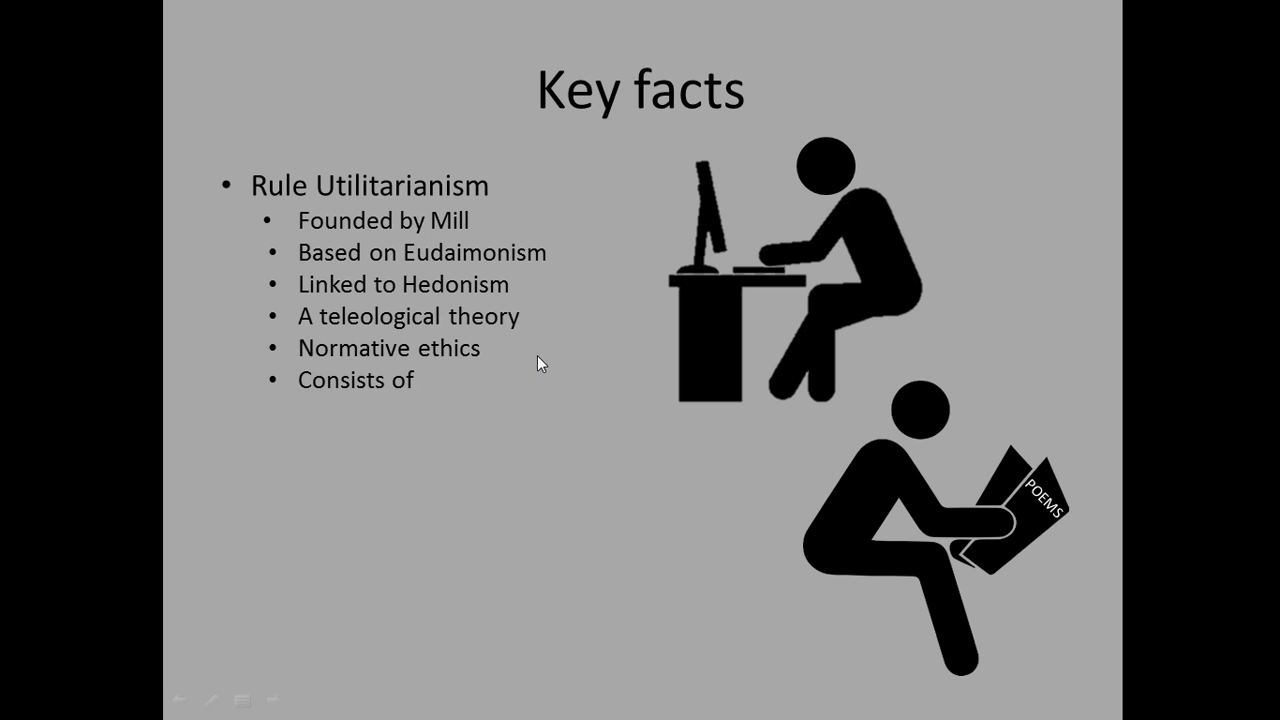 Key facts
• Rule Utilitarianism
• Founded by Mill
• Based on Eudaimonism
• Linked to Hedonism
• A teleological theory
• Normative ethics
• Consists of
POEMS